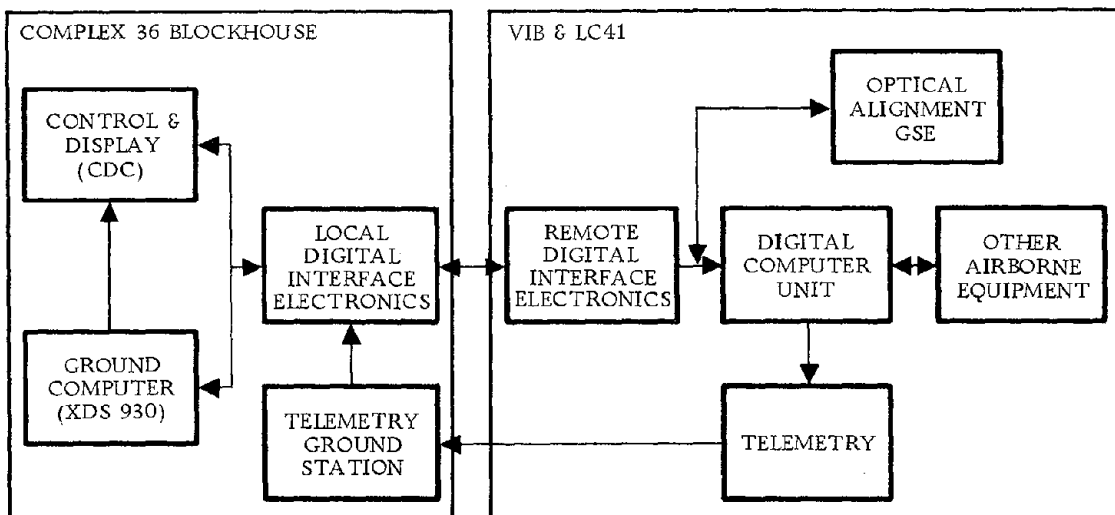 COMPLEX 36 BLOCKHOUSE
CONTROL &
DISPLAY
(CDC)
LOCAL
DIGITAL
INTERFACE
ELECTRONICS
GROUND
COMPUTER
(XDS 930)
TELEMETRY
GROUND
STATION
VIB & LC41
OPTICAL
ALIGNMENT
GSE
REMOTE
DIGITAL
INTERFACE
ELECTRONICS
DIGITAL
COMPUTER
UNIT
OTHER
AIRBORNE
EQUIPMENT
TELEMETRY